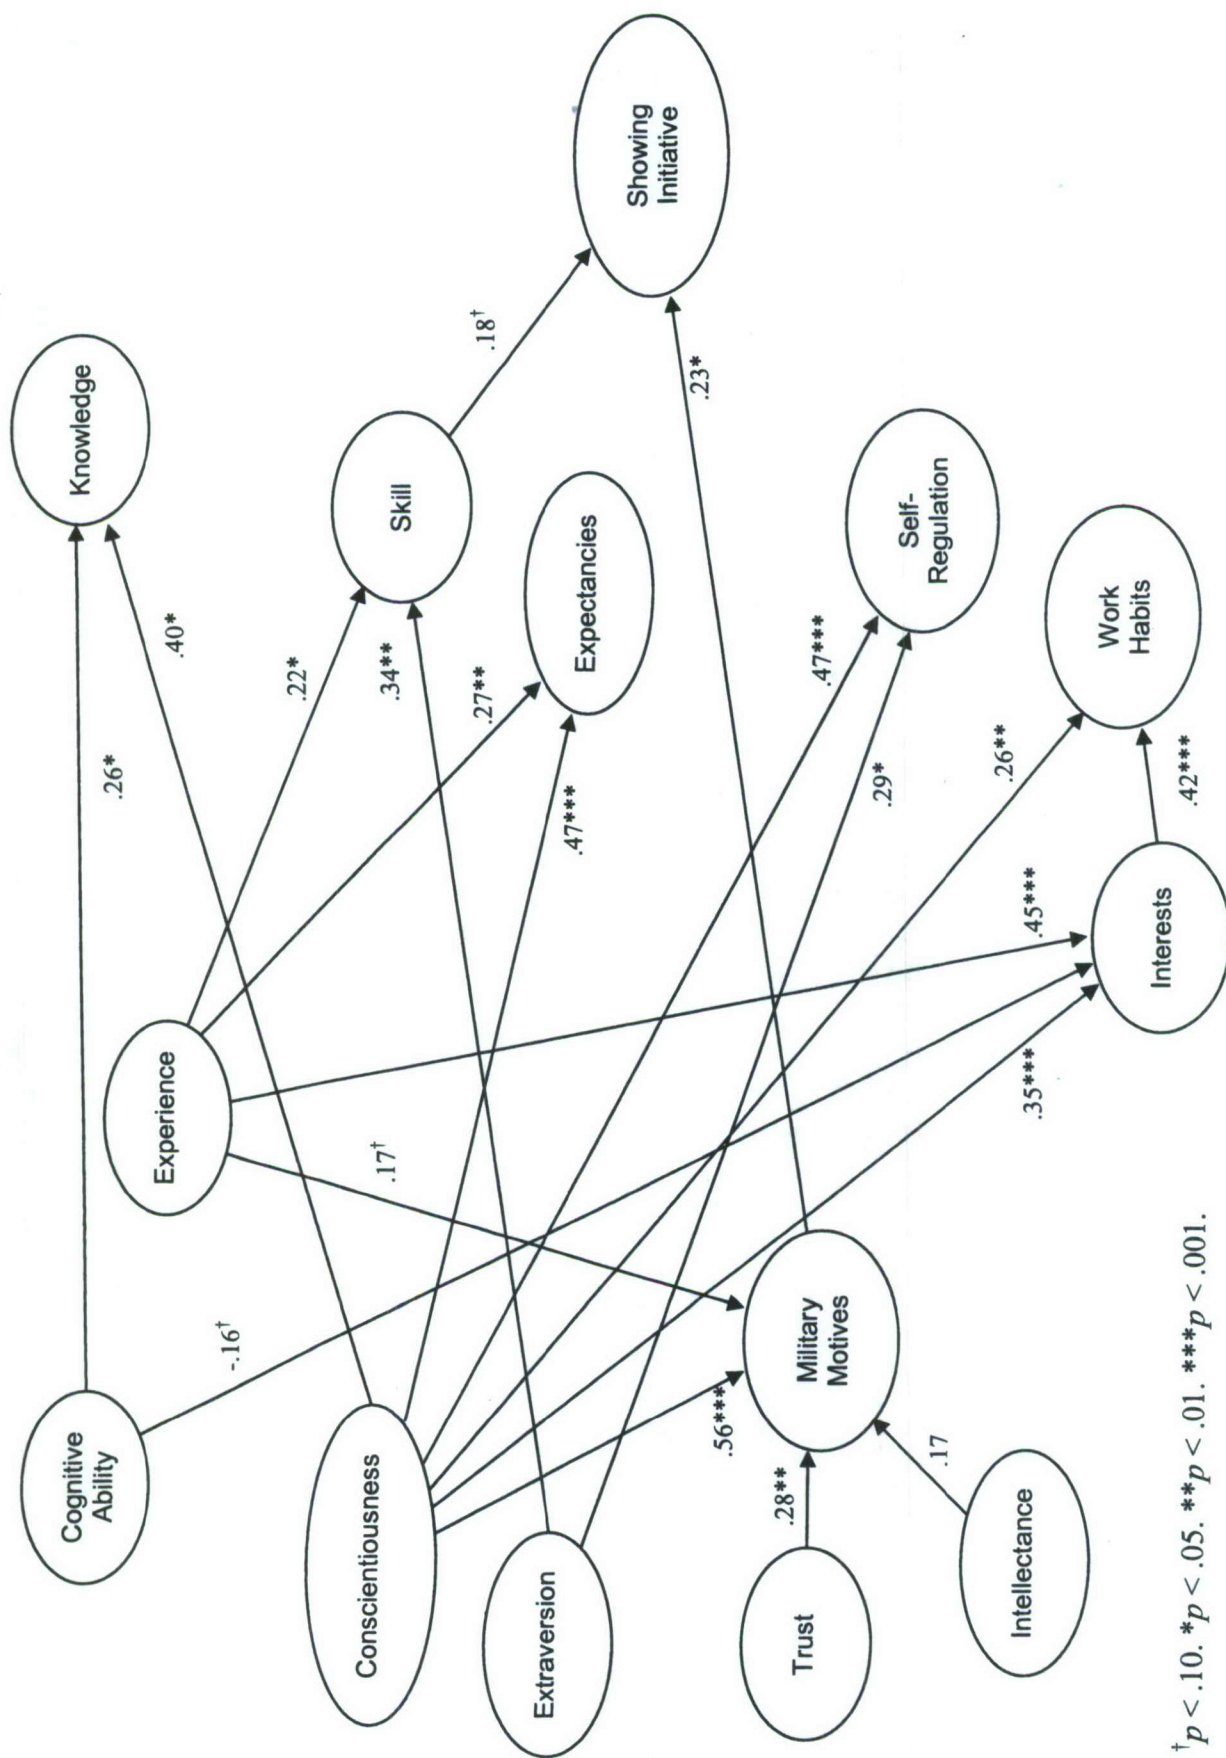 Cognitive
Ability
Experience
Knowledge
.26*
.40*
-.16†
.17†
.22*
.34**
Skill
.18†
Showing
Initiative
Conscientiousness
.27**
Expectancies
.47***
Extraversion
.23*
.56***
Military
Motives
.28**
Trust
.17
Intellectance
.47***
.29*
Self-
Regulation
.26**
Work
Habits
.45***
.35***
.42***
Interests
†p < .10. *p < .05. **p < .01. ***p < .001.